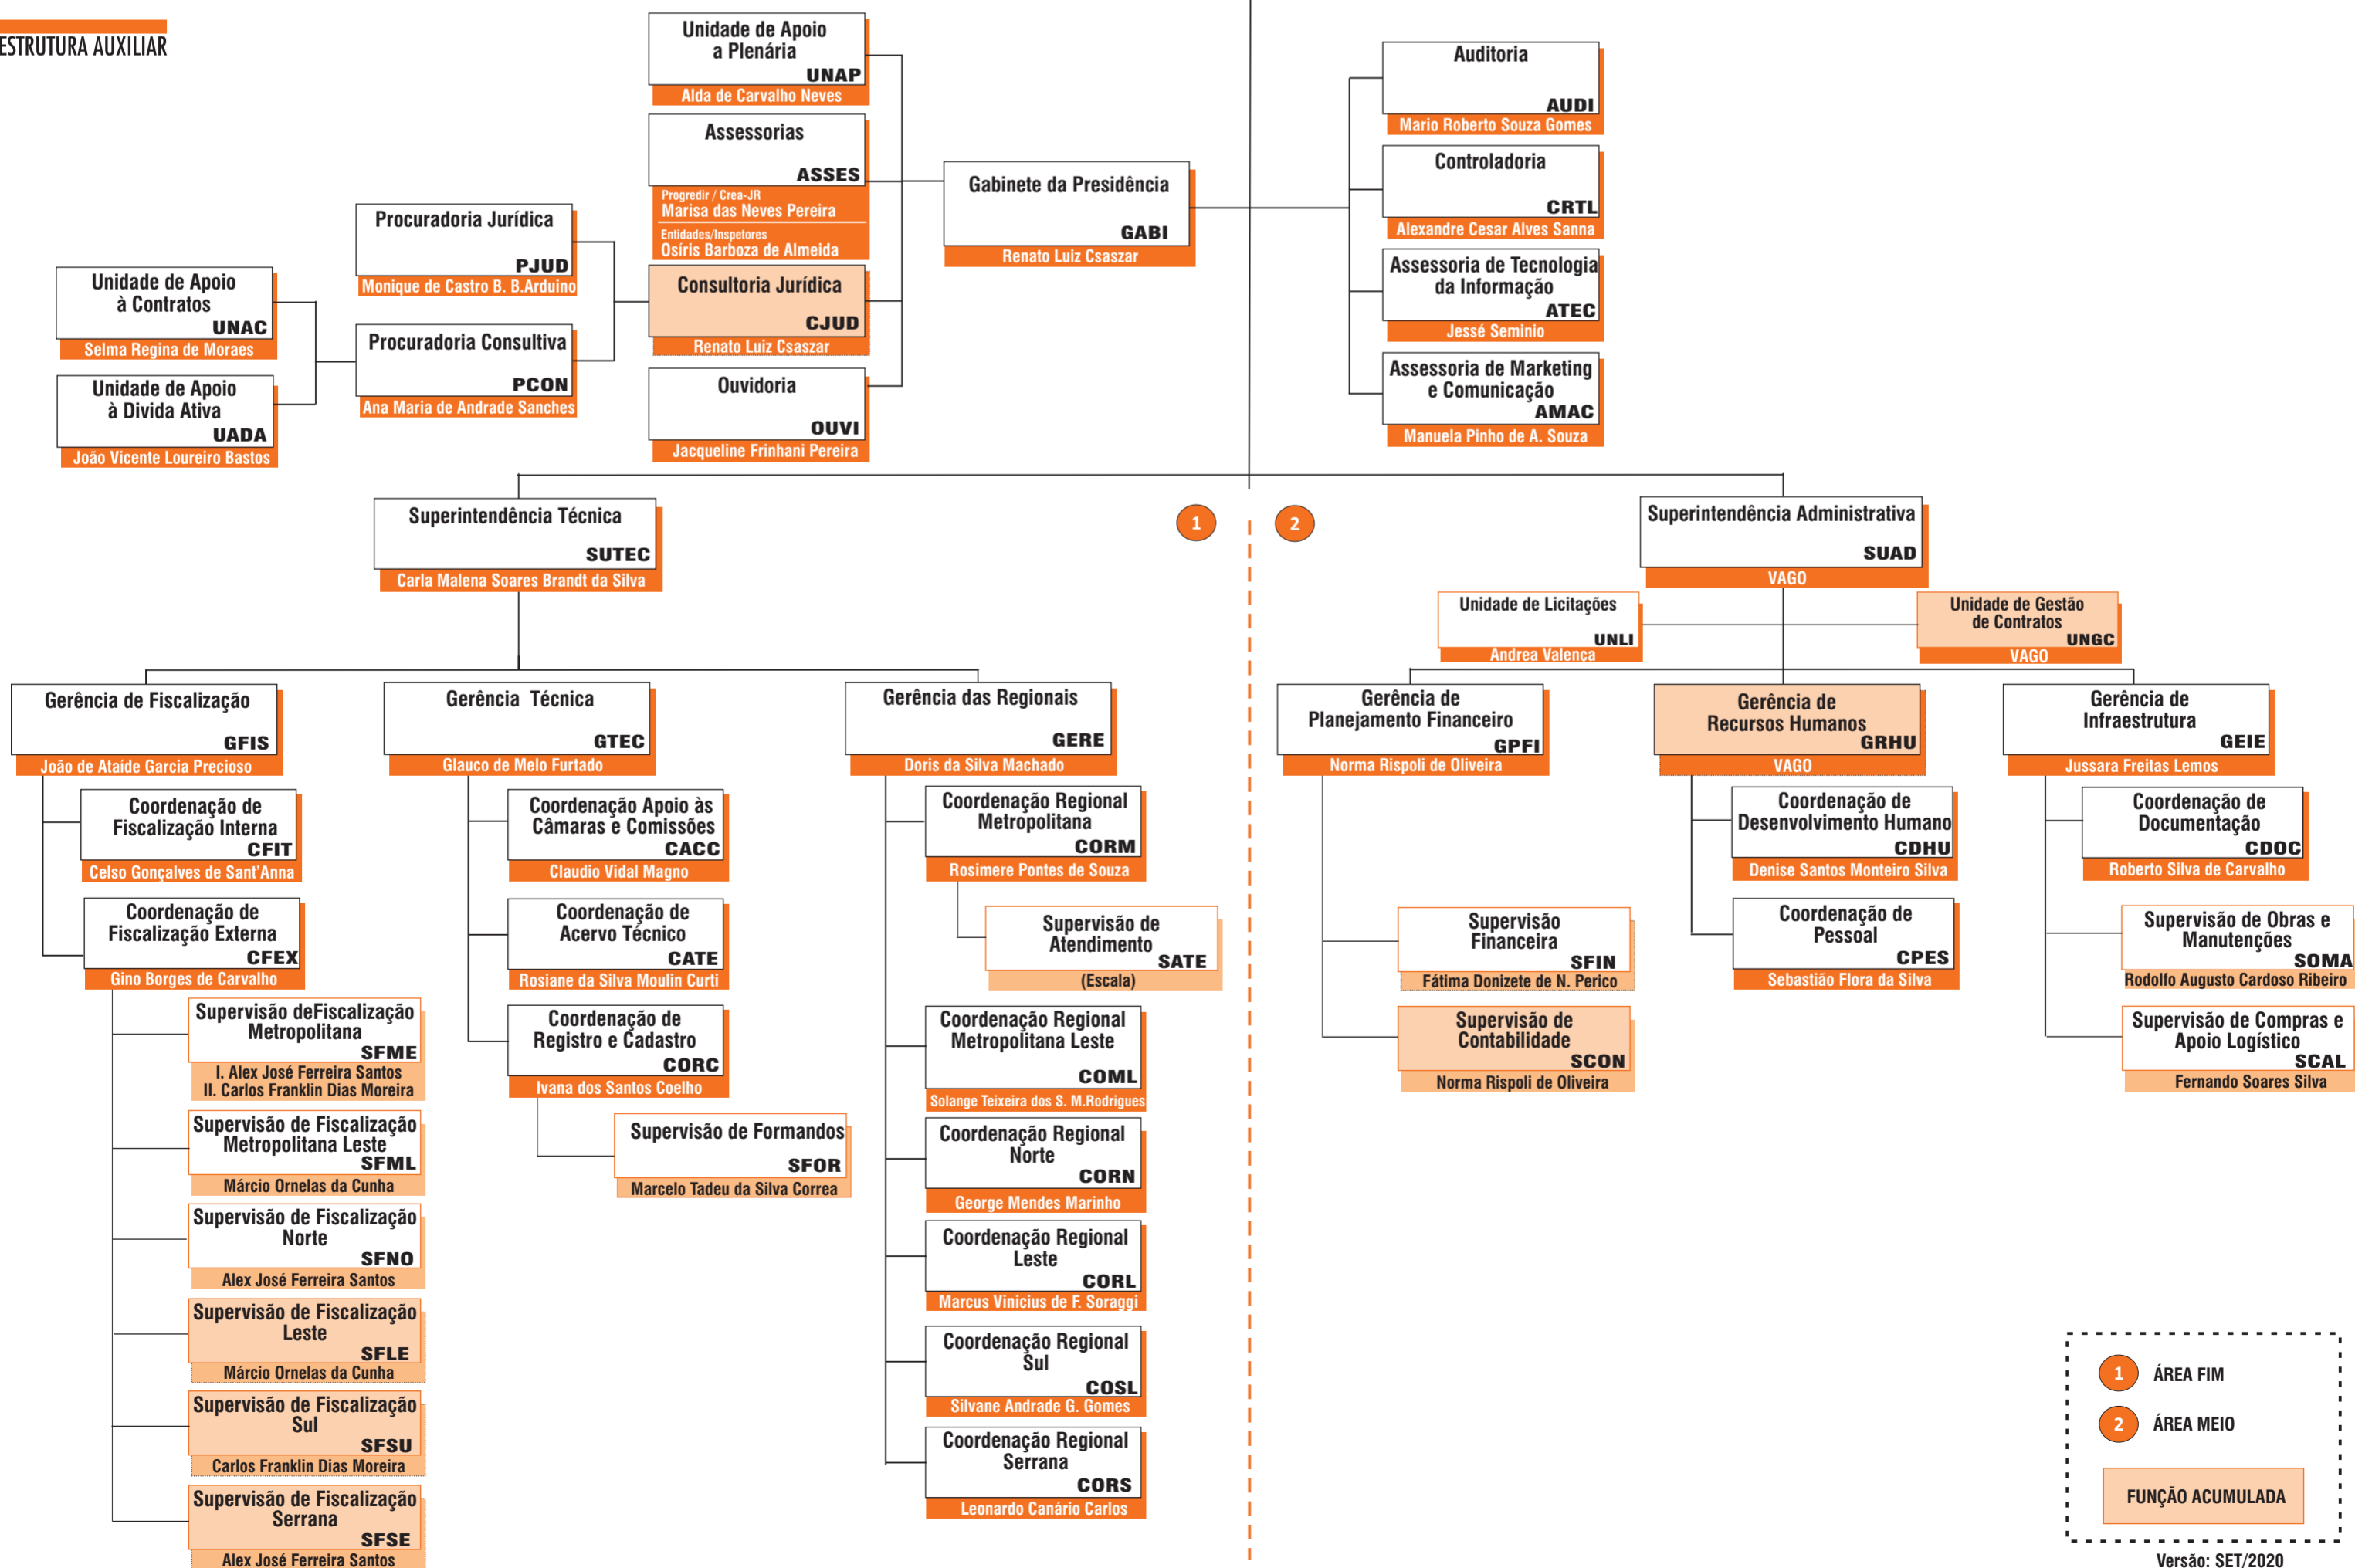 ESTRUTURA AUXILIAR
Unidade de Apoio
a Plenária
UNAP
Alda de Carvalho Neves
Assessorias
ASSES
Progredir / Crea-JR
Marisa das Neves Pereira
Entidades/Inspetores
Osíris Barboza de Almeida
Consultoria Jurídica
CJUD
Renato Luiz Csaszar
Ouvidoria
OUVI
Jacqueline Frinhani Pereira
Gabinete da Presidência
GABI
Renato Luiz Csaszar
Procuradoria Jurídica
PJUD
Monique de Castro B. B.Arduino
Procuradoria Consultiva
PCON
Ana Maria de Andrade Sanches
Unidade de Apoio
à Contratos
UNAC
Selma Regina de Moraes
Unidade de Apoio
à Divida Ativa
UADA
João Vicente Loureiro Bastos
Auditoria
AUDI
Mario Roberto Souza Gomes
Controladoria
CRTL
Alexandre Cesar Alves Sanna
Assessoria de Tecnologia
da Informação
ATEC
Jessé Seminio
Assessoria de Marketing
e Comunicação
AMAC
Manuela Pinho de A. Souza
Superintendência Técnica
SUTEC
Carla Malena Soares Brandt da Silva
1
2
Superintendência Administrativa
SUAD
VAGO
Unidade de Licitações
UNLI
Andrea Valença
Unidade de Gestão
de Contratos
UNGC
VAGO
Gerência de Fiscalização
GFIS
João de Ataíde Garcia Precioso
Coordenação de
Fiscalização Interna
CFIT
Celso Gonçalves de Sant'Anna
Coordenação de
Fiscalização Externa
CFEX
Gino Borges de Carvalho
Supervisão deFiscalização
Metropolitana
SFME
I. Alex José Ferreira Santos
II. Carlos Franklin Dias Moreira
Supervisão de Fiscalização
Metropolitana Leste
SFML
Márcio Ornelas da Cunha
Supervisão de Fiscalização
Norte
SFNO
Alex José Ferreira Santos
Supervisão de Fiscalização
Leste
SFLE
Márcio Ornelas da Cunha
Supervisão de Fiscalização
Sul
SFSU
Carlos Franklin Dias Moreira
Supervisão de Fiscalização
Serrana
SFSE
Alex José Ferreira Santos
Gerência Técnica
GTEC
Glauco de Melo Furtado
Coordenação Apoio às
Câmaras e Comissões
CACC
Claudio Vidal Magno
Coordenação de
Acervo Técnico
CATE
Rosiane da Silva Moulin Curti
Coordenação de
Registro e Cadastro
CORC
Ivana dos Santos Coelho
Supervisão de Formandos
SFOR
Marcelo Tadeu da Silva Correa
Gerência das Regionais
GERE
Doris da Silva Machado
Coordenação Regional
Metropolitana
CORM
Rosimere Pontes de Souza
Supervisão de
Atendimento
SATE
(Escala)
Coordenação Regional
Metropolitana Leste
COML
Solange Teixeira dos S. M.Rodrigues
Coordenação Regional
Norte
CORN
George Mendes Marinho
Coordenação Regional
Leste
CORL
Marcus Vinicius de F. Soraggi
Coordenação Regional
Sul
COSL
Silvane Andrade G. Gomes
Coordenação Regional
Serrana
CORS
Leonardo Canário Carlos
Gerência de
Planejamento Financeiro
GPFI
Norma Rispoli de Oliveira
Supervisão
Financeira
SFIN
Fátima Donizete de N. Perico
Supervisão de
Contabilidade
SCON
Norma Rispoli de Oliveira
Gerência de
Recursos Humanos
GRHU
VAGO
Coordenação de
Desenvolvimento Humano
CDHU
Denise Santos Monteiro Silva
Coordenação de
Pessoal
CPES
Sebastião Flora da Silva
Gerência de
Infraestrutura
GEIE
Jussara Freitas Lemos
Coordenação de
Documentação
CDOC
Roberto Silva de Carvalho
Supervisão de Obras e
Manutenções
SOMA
Rodolfo Augusto Cardoso Ribeiro
Supervisão de Compras e
Apoio Logístico
SCAL
Fernando Soares Silva
1 ÁREA FIM
2 ÁREA MEIO
FUNÇÃO ACUMULADA
Versão: SET/2020